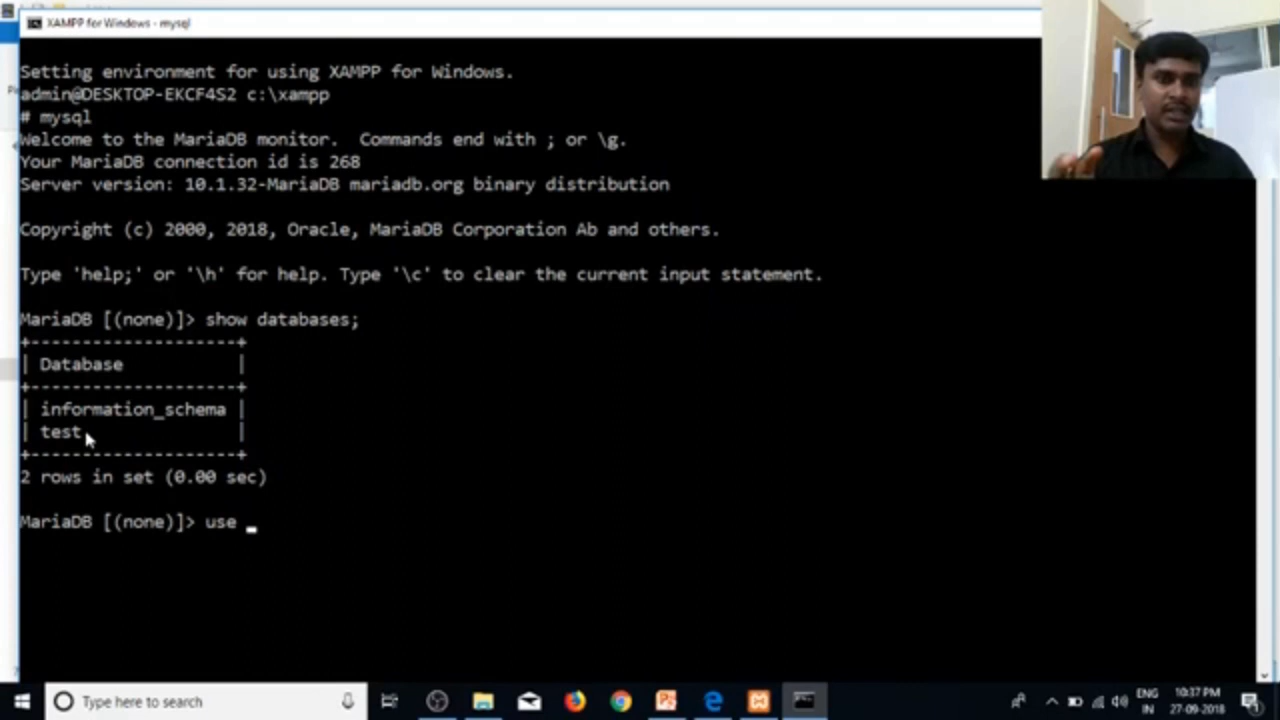 XAMPP for Windows - mysql
Setting environment for using XAMPP for Windows.
admin@DESKTOP-EKCF4S2 c:\xampp
# mysql
Welcome to the MariaDB monitor.  Commands end with ; or \g.
Your MariaDB connection id is 268
Server version: 10.1.32-MariaDB mariadb.org binary distribution
Copyright (c) 2000, 2018, Oracle, MariaDB Corporation Ab and others.
Type 'help;' or '\h' for help. Type '\c' to clear the current input statement.
MariaDB [(none)]> show databases;
+--------------------+
| Database           |
+--------------------+
| information_schema |
| test               |
+--------------------+
2 rows in set (0.00 sec)
MariaDB [(none)]> use _
Type here to search
ENG 10:37 PM
IN 27-09-2018